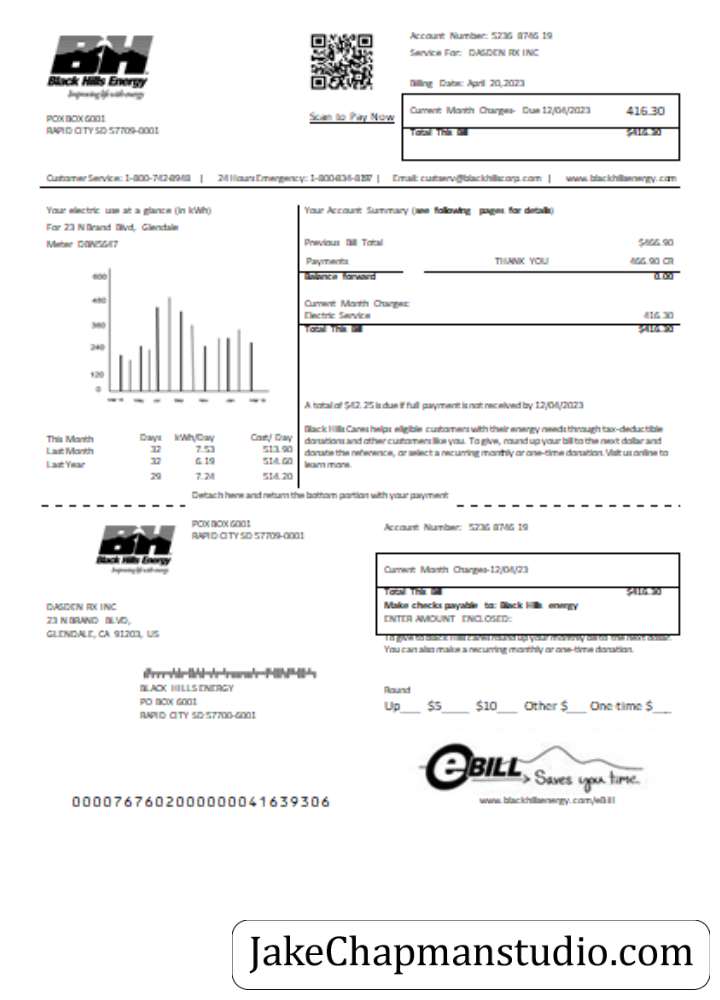 BH
Black Hills Energy
Improving life with energy
POX BOX 6001
RAPID CITY SD 57709-0001
Scan to Pay Now
Account Number: 5236 8746 19
Service For: DASDEN RX INC
Billing Date: April 20,2023
Current Month Charges- Due 12/04/2023 416.30
Total This Bill $416.30
Customer Service: 1-800-742-8948 | 24 Hours Emergency: | Email: custserv@blackhillscorp.com | www.blackhillsenergy.com
Your electric use at a glance (in kWh)
For 23 N Brand Blvd, Glendale
Meter
600
480
360
240
120
0
This Month
Last Month
Last Year
Days kWh/Day Cost/ Day
32 7.53 $13.90
32 6.19 $14.60
29 7.24 $14.20
Your Account Summary (see following pages for details)
Previous Bill Total $466.90
Payments THANK YOU 466.90 CR
Balance forward 0.00
Current Month Charges:
Electric Service 416.30
Total This Bill $416.30
A total of $42.25 is due if full payment is not received by 12/04/2023
Black Hills Cares helps eligible customers with their energy needs through tax-deductible
donations and other customers like you. To give, round up your bill to the next dollar and
donate the reference, or select a recurring monthly or one-time donation. Visit us online to
learn more.
Detach here and return the bottom portion with your payment
BH
Black Hills Energy
Improving life with energy
POX BOX 6001
RAPID CITY SD 57709-0001
Account Number: 5236 8746 19
Current Month Charges-12/04/23
Total This Bill $416.30
Make checks payable to: Black Hills energy
ENTER AMOUNT ENCLOSED:
To give to Black Hills Cares round up your monthly bill to the next dollar.
You can also make a recurring monthly or one-time donation.
DASDEN RX INC
23 N BRAND BLVD,
GLENDALE, CA 91203, US
BLACK HILLS ENERGY
PO BOX 6001
RAPID CITY SD 57700-6001
Round
Up___ $5____ $10___ Other $___ One time $___
eBILL Saves you time.
www.blackhillsenergy.com/eBill
00007676020000000041639306
JakeChapmanstudio.com